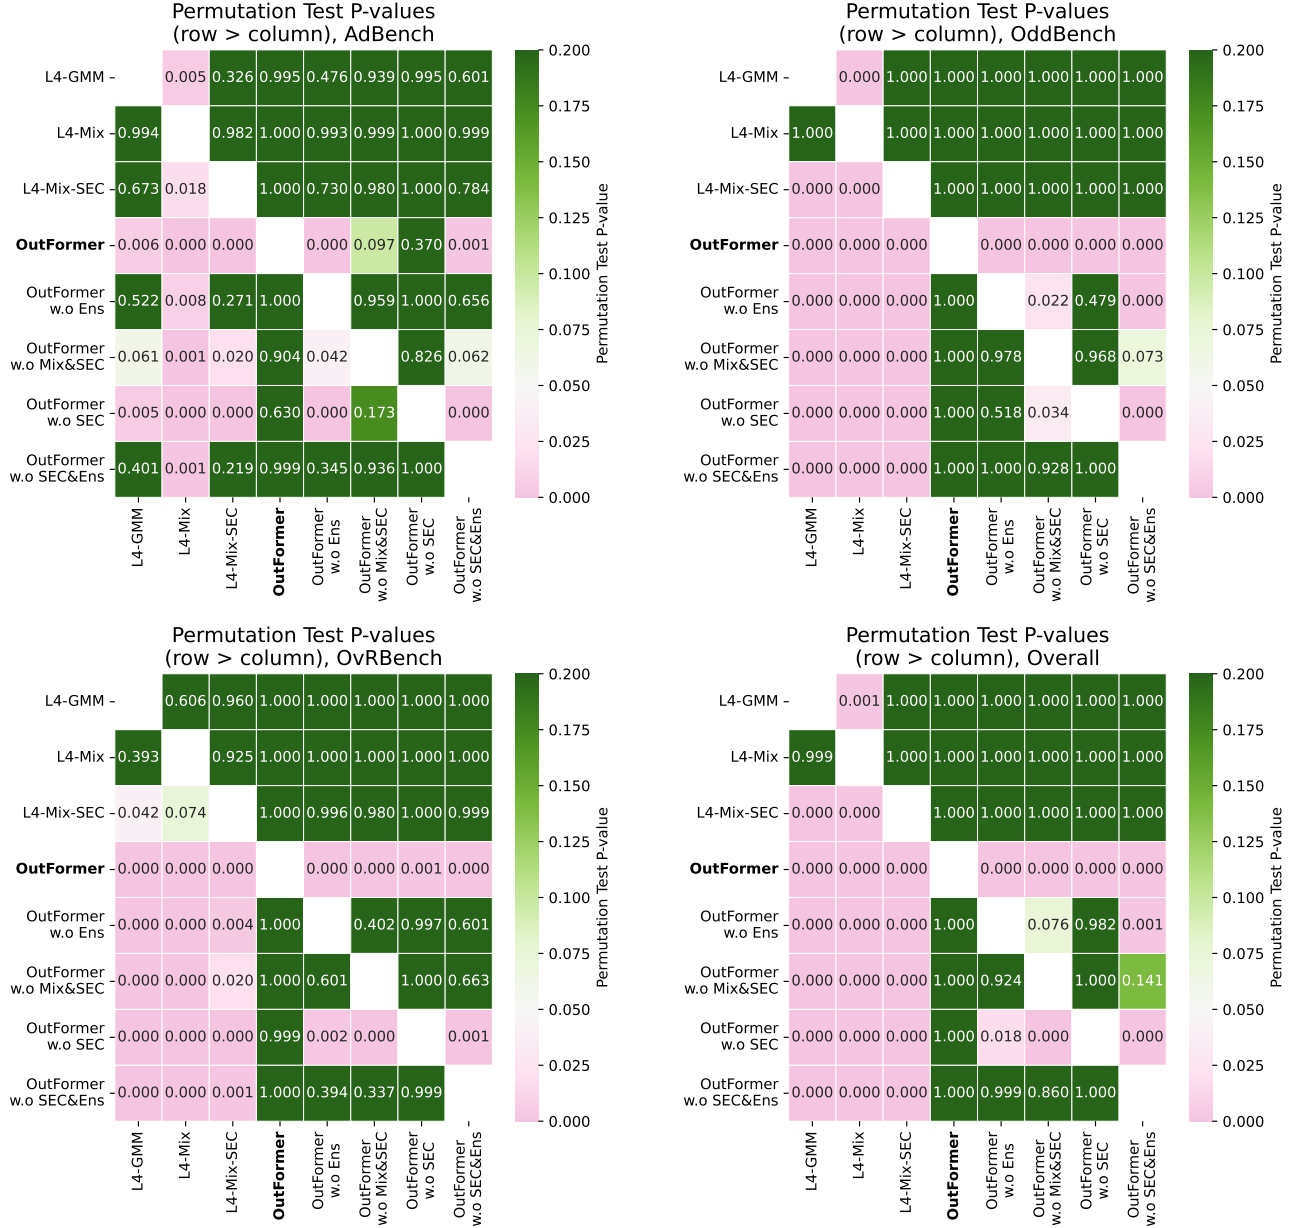 Permutation Test P-values
(row > column), AdBench
L4-GMM
0.005 0.326 0.995 0.476 0.939 0.995 0.601
L4-Mix
0.994 0.982 1.000 0.993 0.999 1.000 0.999
L4-Mix-SEC
0.673 0.018 1.000 0.730 0.980 1.000 0.784
OutFormer
0.006 0.000 0.000 0.000 0.097 0.370 0.001
OutFormer
w.o Ens
0.522 0.008 0.271 1.000 0.959 1.000 0.656
OutFormer
w.o Mix&SEC
0.061 0.001 0.020 0.904 0.042 0.826 0.062
OutFormer
w.o SEC
0.005 0.000 0.000 0.630 0.000 0.173 0.000
OutFormer
w.o SEC&Ens
0.401 0.001 0.219 0.999 0.345 0.936 1.000
L4-GMM
L4-Mix
L4-Mix-SEC
OutFormer
OutFormer
w.o Ens
OutFormer
w.o Mix&SEC
OutFormer
w.o SEC
OutFormer
w.o SEC&Ens
0.200
0.175
0.150
0.125
0.100
0.075
0.050
0.025
0.000
Permutation Test P-value
Permutation Test P-values
(row > column), OddBench
L4-GMM
0.000 1.000 1.000 1.000 1.000 1.000 1.000
L4-Mix
1.000 1.000 1.000 1.000 1.000 1.000 1.000
L4-Mix-SEC
0.000 0.000 1.000 1.000 1.000 1.000 1.000
OutFormer
0.000 0.000 0.000 0.000 0.000 0.000 0.000
OutFormer
w.o Ens
0.000 0.000 0.000 1.000 0.022 0.479 0.000
OutFormer
w.o Mix&SEC
0.000 0.000 0.000 1.000 0.978 0.968 0.073
OutFormer
w.o SEC
0.000 0.000 0.000 1.000 0.518 0.034 0.000
OutFormer
w.o SEC&Ens
0.000 0.000 0.000 1.000 1.000 0.928 1.000
L4-GMM
L4-Mix
L4-Mix-SEC
OutFormer
OutFormer
w.o Ens
OutFormer
w.o Mix&SEC
OutFormer
w.o SEC
OutFormer
w.o SEC&Ens
0.200
0.175
0.150
0.125
0.100
0.075
0.050
0.025
0.000
Permutation Test P-value
Permutation Test P-values
(row > column), OvRBench
L4-GMM
0.606 0.960 1.000 1.000 1.000 1.000 1.000
L4-Mix
0.393 0.925 1.000 1.000 1.000 1.000 1.000
L4-Mix-SEC
0.042 0.074 1.000 0.996 0.980 1.000 0.999
OutFormer
0.000 0.000 0.000 0.000 0.000 0.001 0.000
OutFormer
w.o Ens
0.000 0.000 0.004 1.000 0.402 0.997 0.601
OutFormer
w.o Mix&SEC
0.000 0.000 0.020 1.000 0.601 1.000 0.663
OutFormer
w.o SEC
0.000 0.000 0.000 0.999 0.002 0.000 0.001
OutFormer
w.o SEC&Ens
0.000 0.000 0.001 1.000 0.394 0.337 0.999
L4-GMM
L4-Mix
L4-Mix-SEC
OutFormer
OutFormer
w.o Ens
OutFormer
w.o Mix&SEC
OutFormer
w.o SEC
OutFormer
w.o SEC&Ens
0.200
0.175
0.150
0.125
0.100
0.075
0.050
0.025
0.000
Permutation Test P-value
Permutation Test P-values
(row > column), Overall
L4-GMM
0.001 1.000 1.000 1.000 1.000 1.000 1.000
L4-Mix
0.999 1.000 1.000 1.000 1.000 1.000 1.000
L4-Mix-SEC
0.000 0.000 1.000 1.000 1.000 1.000 1.000
OutFormer
0.000 0.000 0.000 0.000 0.000 0.000 0.000
OutFormer
w.o Ens
0.000 0.000 0.000 1.000 0.076 0.982 0.001
OutFormer
w.o Mix&SEC
0.000 0.000 0.000 1.000 0.924 1.000 0.141
OutFormer
w.o SEC
0.000 0.000 0.000 1.000 0.018 0.000 0.000
OutFormer
w.o SEC&Ens
0.000 0.000 0.000 1.000 0.999 0.860 1.000
L4-GMM
L4-Mix
L4-Mix-SEC
OutFormer
OutFormer
w.o Ens
OutFormer
w.o Mix&SEC
OutFormer
w.o SEC
OutFormer
w.o SEC&Ens
0.200
0.175
0.150
0.125
0.100
0.075
0.050
0.025
0.000
Permutation Test P-value